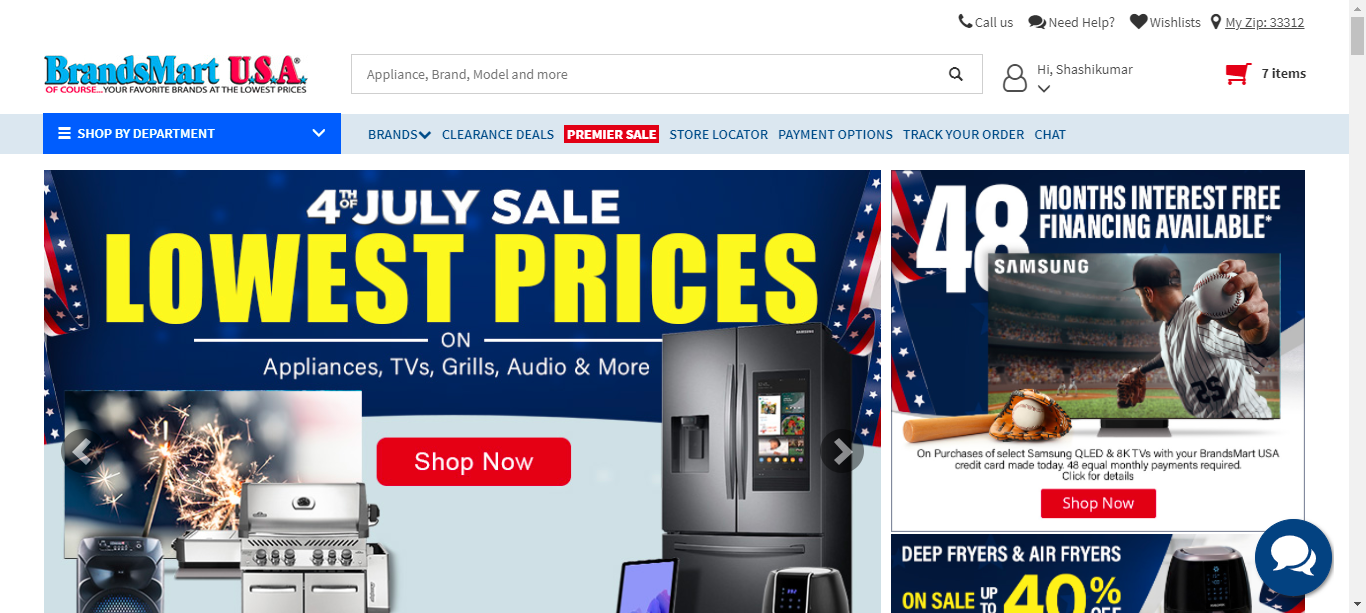 Call us Need Help? Wishlists My Zip: 33312
BrandsMart U.S.A.®
OF COURSE...YOUR FAVORITE BRANDS AT THE LOWEST PRICES
Appliance, Brand, Model and more
Hi, Shashikumar
7 items
SHOP BY DEPARTMENT
BRANDS CLEARANCE DEALS PREMIER SALE STORE LOCATOR PAYMENT OPTIONS TRACK YOUR ORDER CHAT
4TH OF JULY SALE
LOWEST PRICES
ON
Appliances, TVs, Grills, Audio & More
Shop Now
SAMSUNG
48 MONTHS INTEREST FREE
FINANCING AVAILABLE*
SAMSUNG
25
On Purchases of select Samsung QLED & 8K TVs with your BrandsMart USA
credit card made today. 48 equal monthly payments required.
Click for details
Shop Now
DEEP FRYERS & AIR FRYERS
ON SALE UP TO 40% OFF